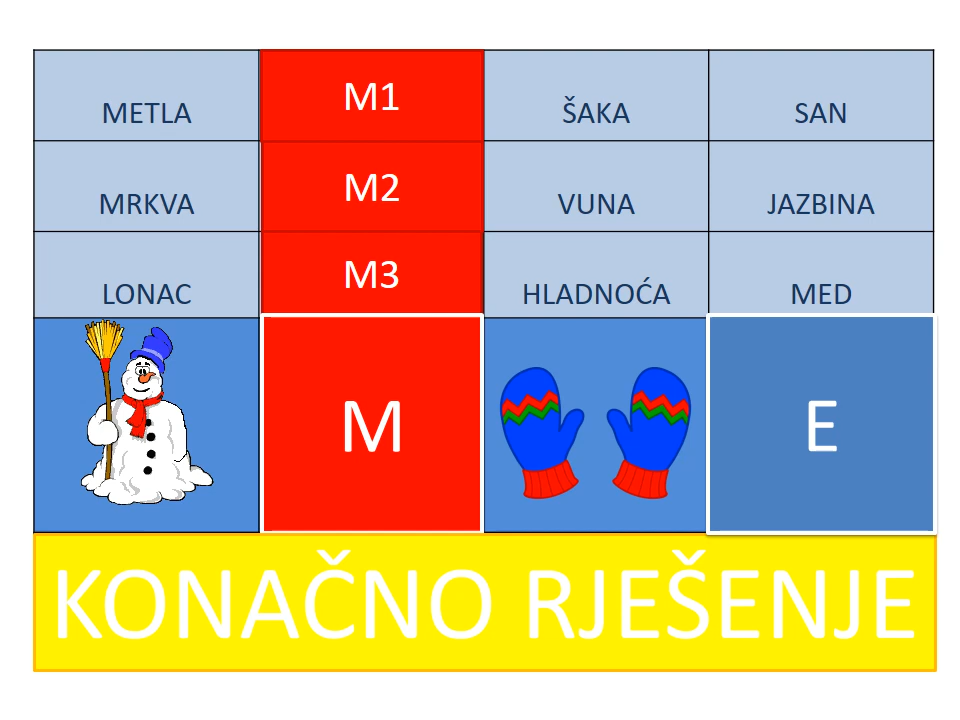 METLA M1 ŠAKA SAN
MRKVA M2 VUNA JAZBINA
LONAC M3 HLADNOĆA MED
M E
KONAČNO RJEŠENJE